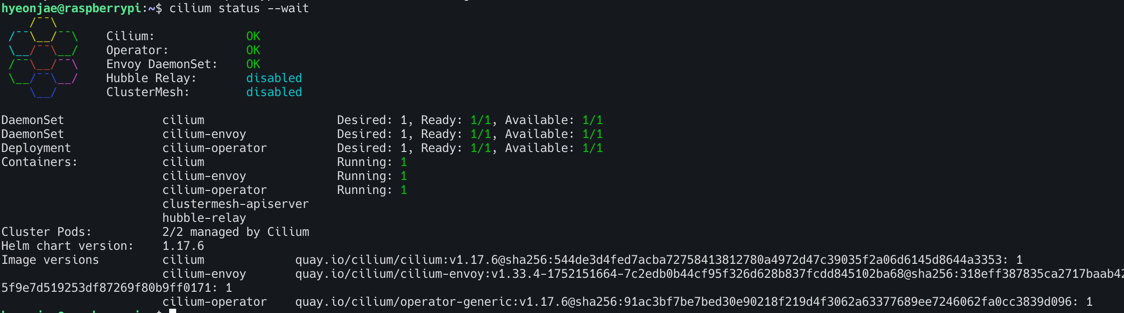 hyeonjae@raspberrypi:~$ cilium status --wait
Cilium: OK
Operator: OK
Envoy DaemonSet: OK
Hubble Relay: disabled
ClusterMesh: disabled
DaemonSet cilium Desired: 1, Ready: 1/1, Available: 1/1
DaemonSet cilium-envoy Desired: 1, Ready: 1/1, Available: 1/1
Deployment cilium-operator Desired: 1, Ready: 1/1, Available: 1/1
Containers: cilium Running: 1
cilium-envoy Running: 1
cilium-operator Running: 1
clustermesh-apiserver
hubble-relay
Cluster Pods: 2/2 managed by Cilium
Helm chart version: 1.17.6
Image versions cilium quay.io/cilium/cilium:v1.17.6@sha256:544de3d4fed7acba72758413812780a4972d47c39035f2a06d6145d8644a3353: 1
cilium-envoy quay.io/cilium/cilium-envoy:v1.33.4-1752151664-7c2edb0b44cf95f326d628b837fcdd845102ba68@sha256:318eff387835ca2717baab42
5f9e7d519253df87269f80b9ff0171: 1
cilium-operator quay.io/cilium/operator-generic:v1.17.6@sha256:91ac3bf7be7bed30e90218f219d4f3062a63377689ee7246062fa0cc3839d096: 1